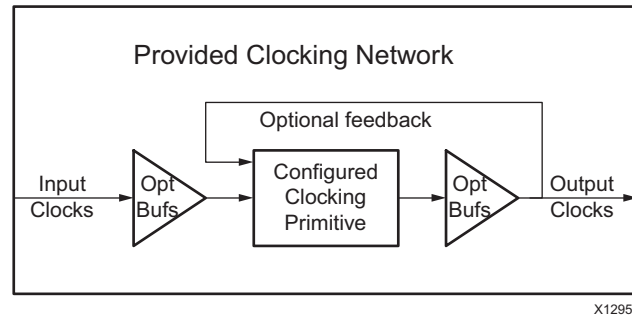 Provided Clocking Network
Optional feedback
Input
Clocks
Opt
Bufs
Configured
Clocking
Primitive
Opt
Bufs
Output
Clocks
X1295